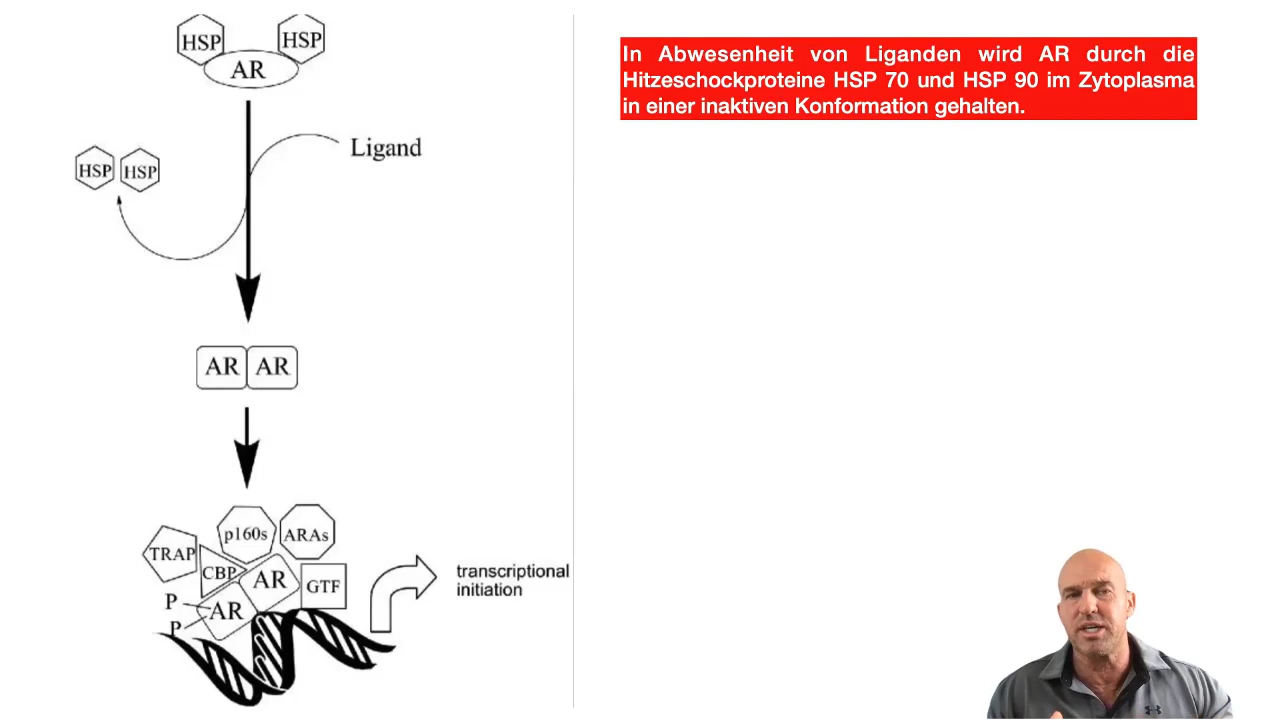 HSP
HSP
AR
Ligand
HSP
HSP
AR
AR
p160s
ARAs
TRAP
CBP
AR
GTF
P
AR
P
transcriptional
initiation
In Abwesenheit von Liganden wird AR durch die
Hitzeschockproteine HSP 70 und HSP 90 im Zytoplasma
in einer inaktiven Konformation gehalten.